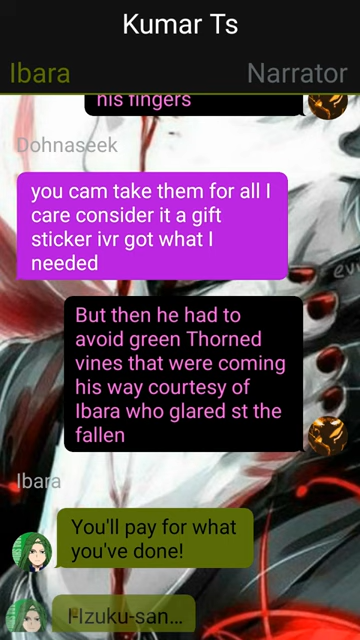 Kumar Ts
Ibara
Narrator
his fingers
Dohnaseek
you cam take them for all I
care consider it a gift
sticker ivr got what I
needed
But then he had to
avoid green Thorned
vines that were coming
his way courtesy of
Ibara who glared st the
fallen
Ibara
You'll pay for what
you've done!
I-Izuku-san...